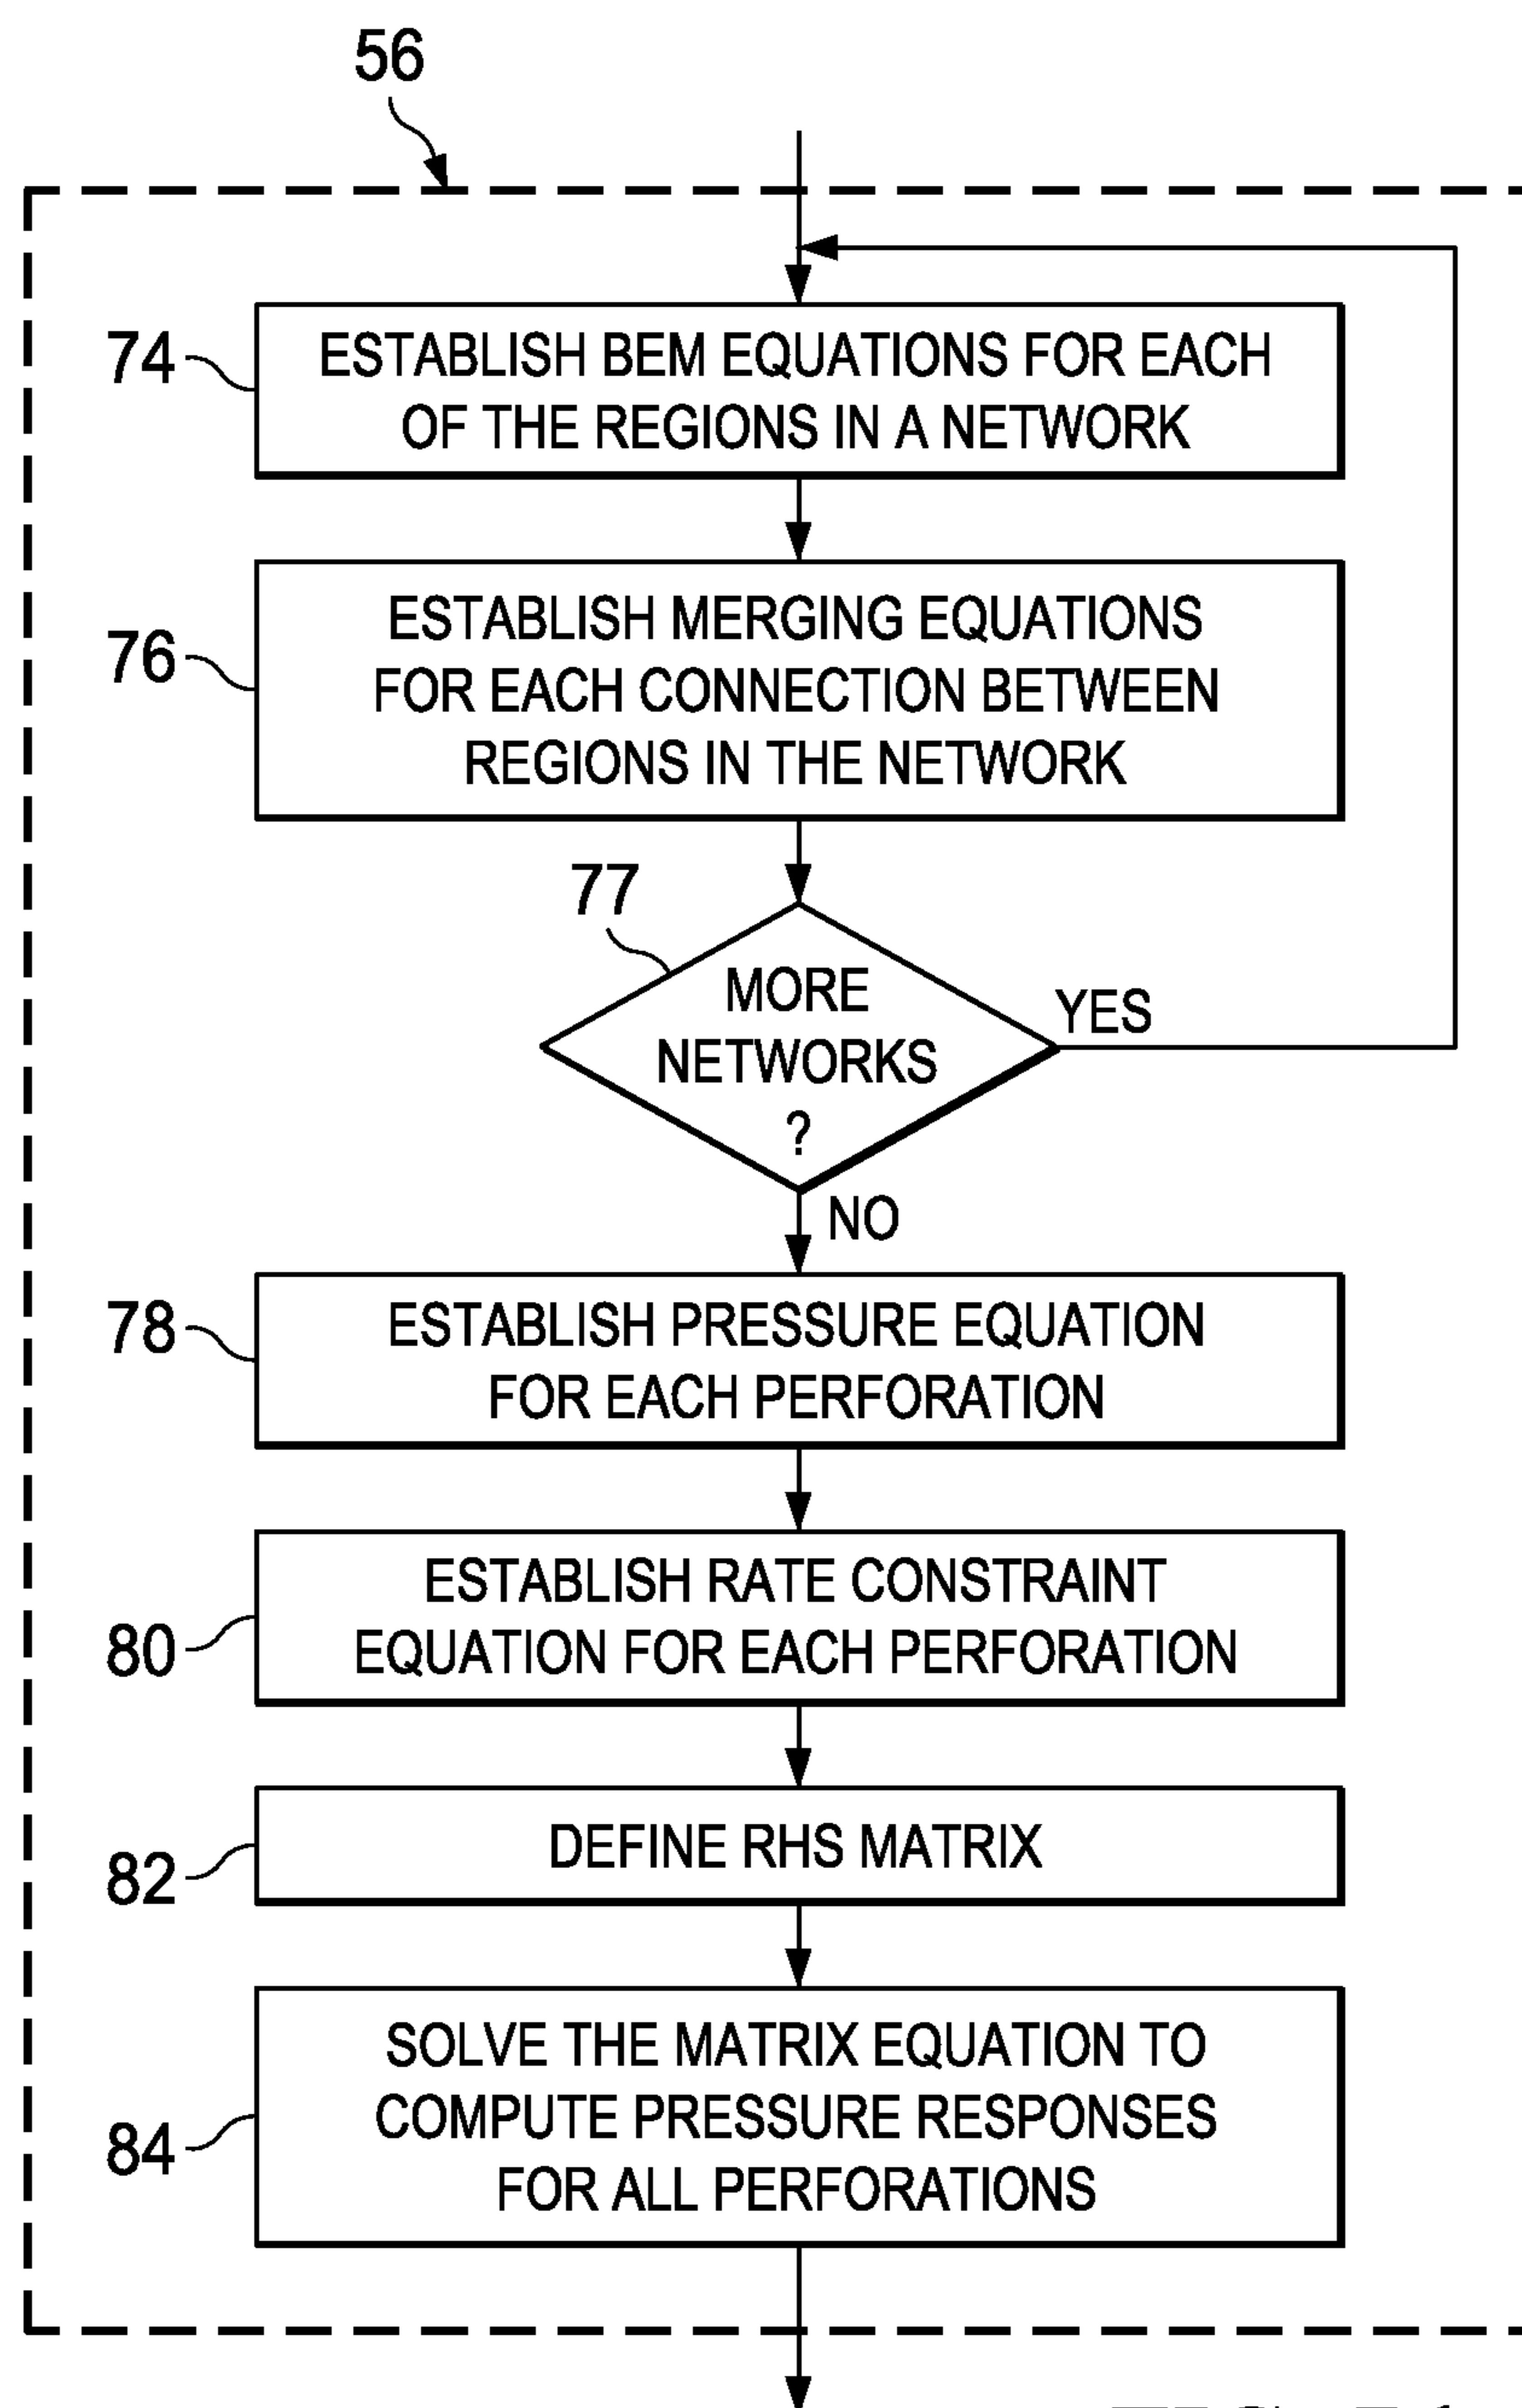 56
74
ESTABLISH BEM EQUATIONS FOR EACH
OF THE REGIONS IN A NETWORK
76
ESTABLISH MERGING EQUATIONS
FOR EACH CONNECTION BETWEEN
REGIONS IN THE NETWORK
77
MORE
NETWORKS
?
YES
NO
78
ESTABLISH PRESSURE EQUATION
FOR EACH PERFORATION
80
ESTABLISH RATE CONSTRAINT
EQUATION FOR EACH PERFORATION
82
DEFINE RHS MATRIX
84
SOLVE THE MATRIX EQUATION TO
COMPUTE PRESSURE RESPONSES
FOR ALL PERFORATIONS